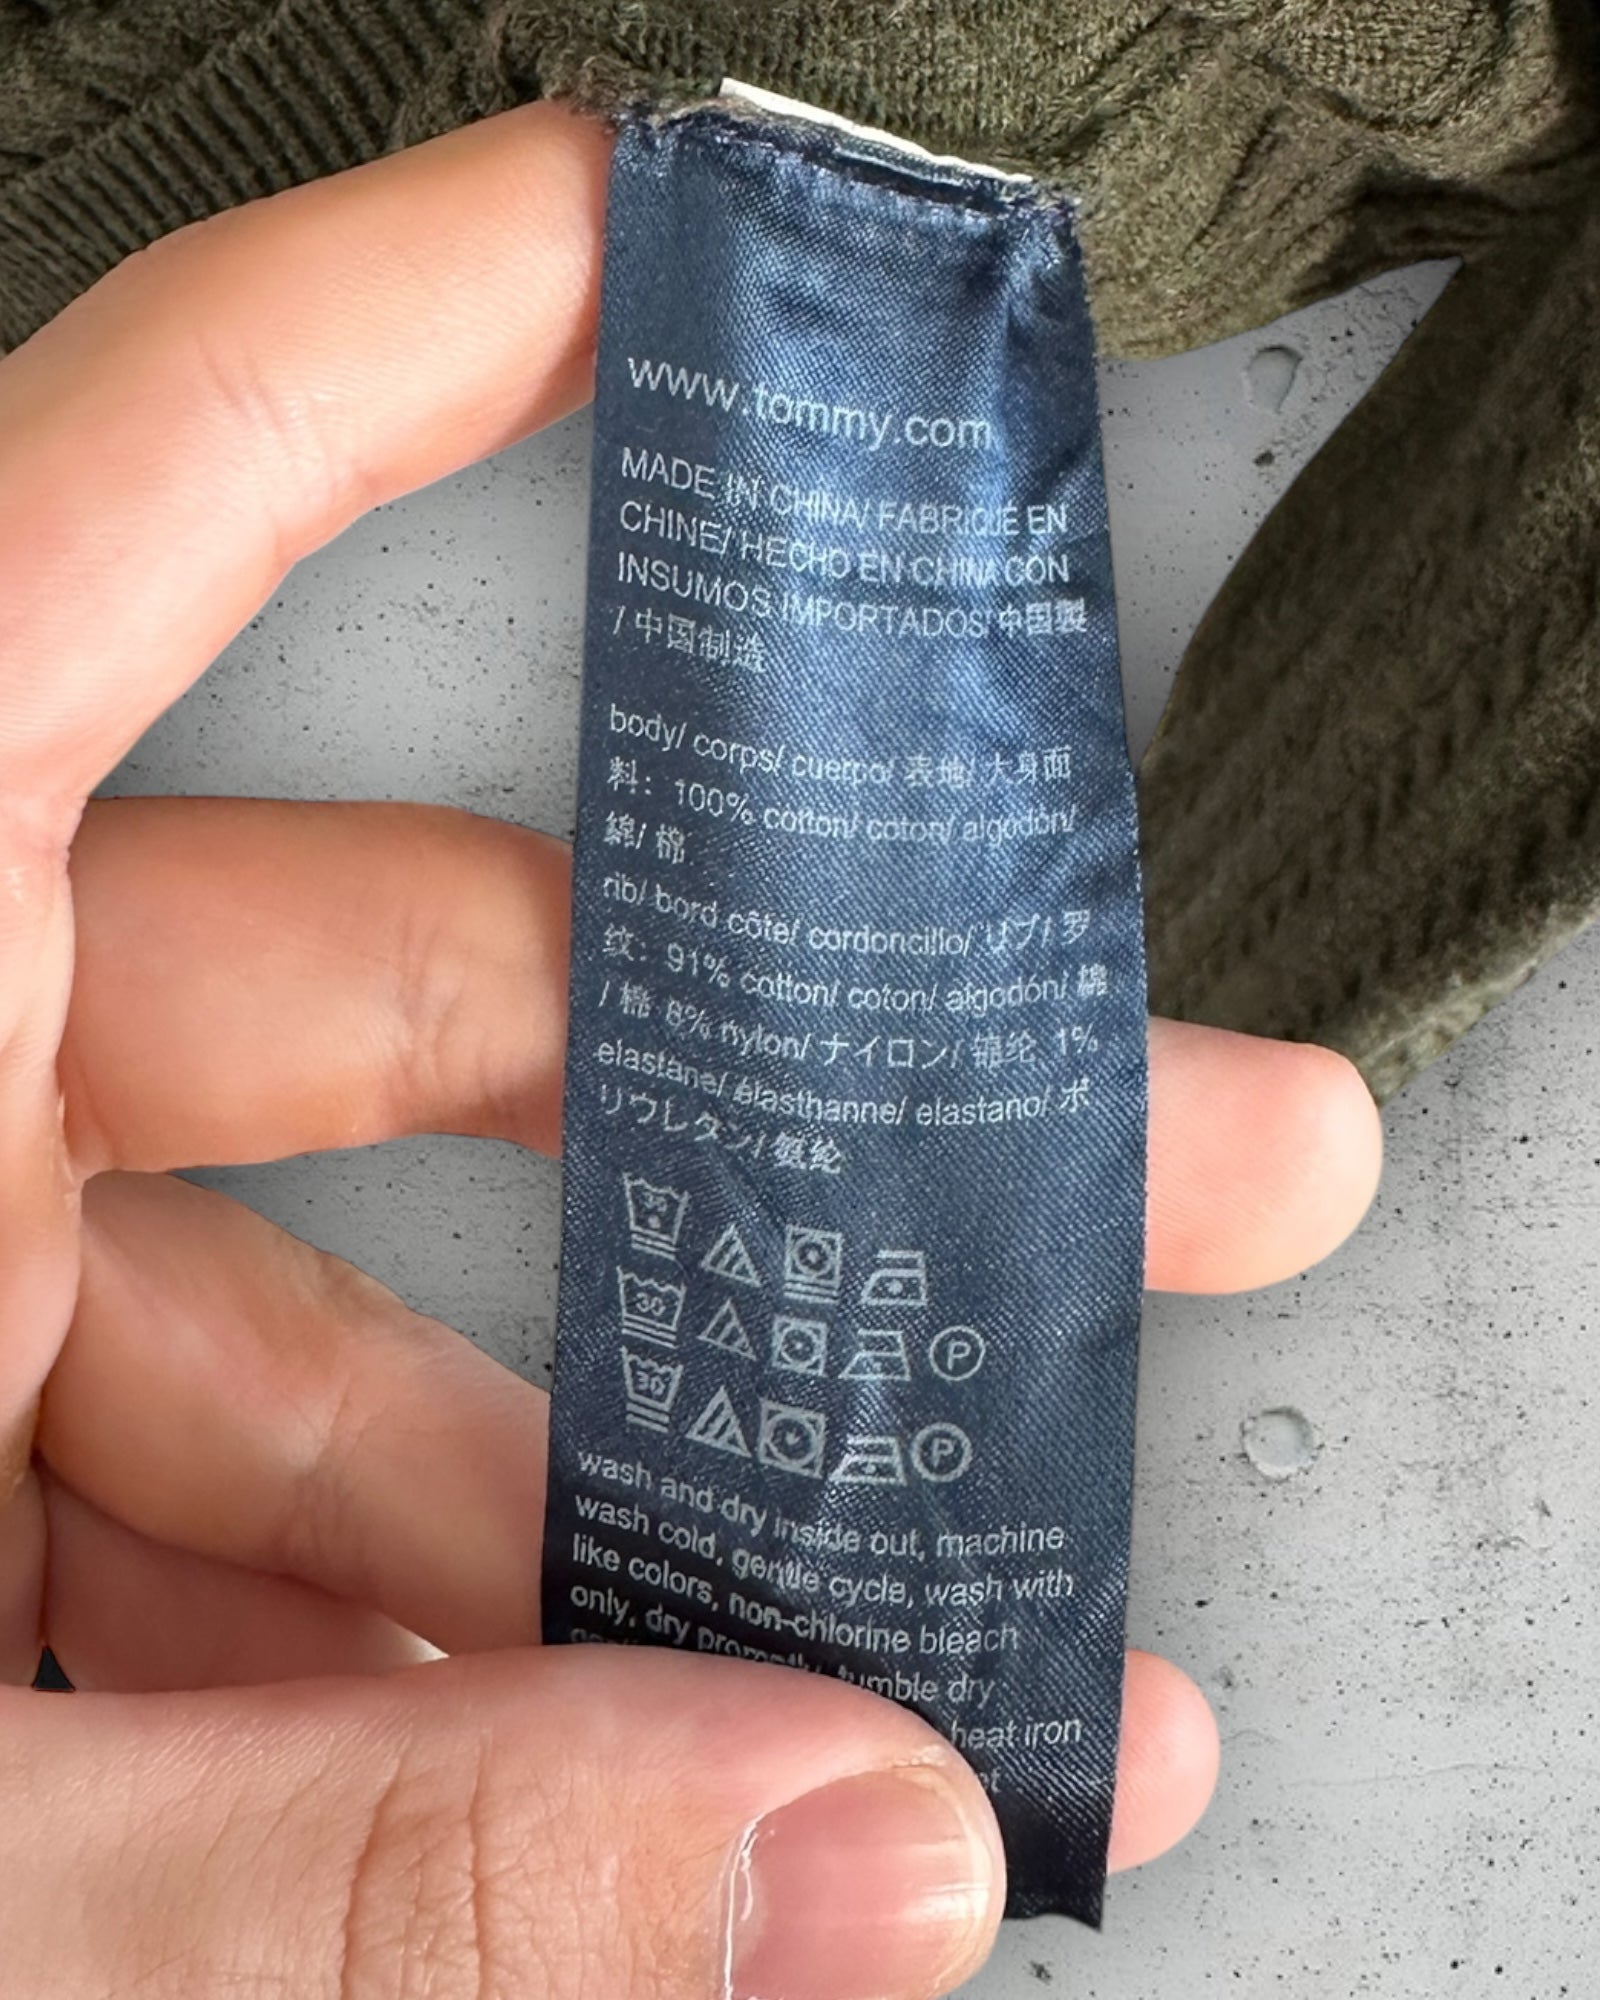 www.tommy.com
MADE IN CHINA/ FABRIQUÉ EN
CHINE/ HECHO EN CHINA CON
INSUMOS IMPORTADOS/ 中国製
/ 中国制造
body/ corps/ cuerpo/ 表地/ 大身面
料: 100% cotton/ coton/ algodón/
綿/ 棉
rib/ bord côte/ cordoncillo/ リブ/ 罗
纹: 91% cotton/ coton/ algodón/ 綿
/ 棉 8% nylon/ ナイロン/ 锦纶 1%
elastane/ élasthanne/ elastano/ ポ
リウレタン/ 氨纶
30
30
P
30
P
wash and dry inside out, machine
wash cold, gentle cycle, wash with
like colors, non-chlorine bleach
only, dry promptly, tumble dry
heat iron